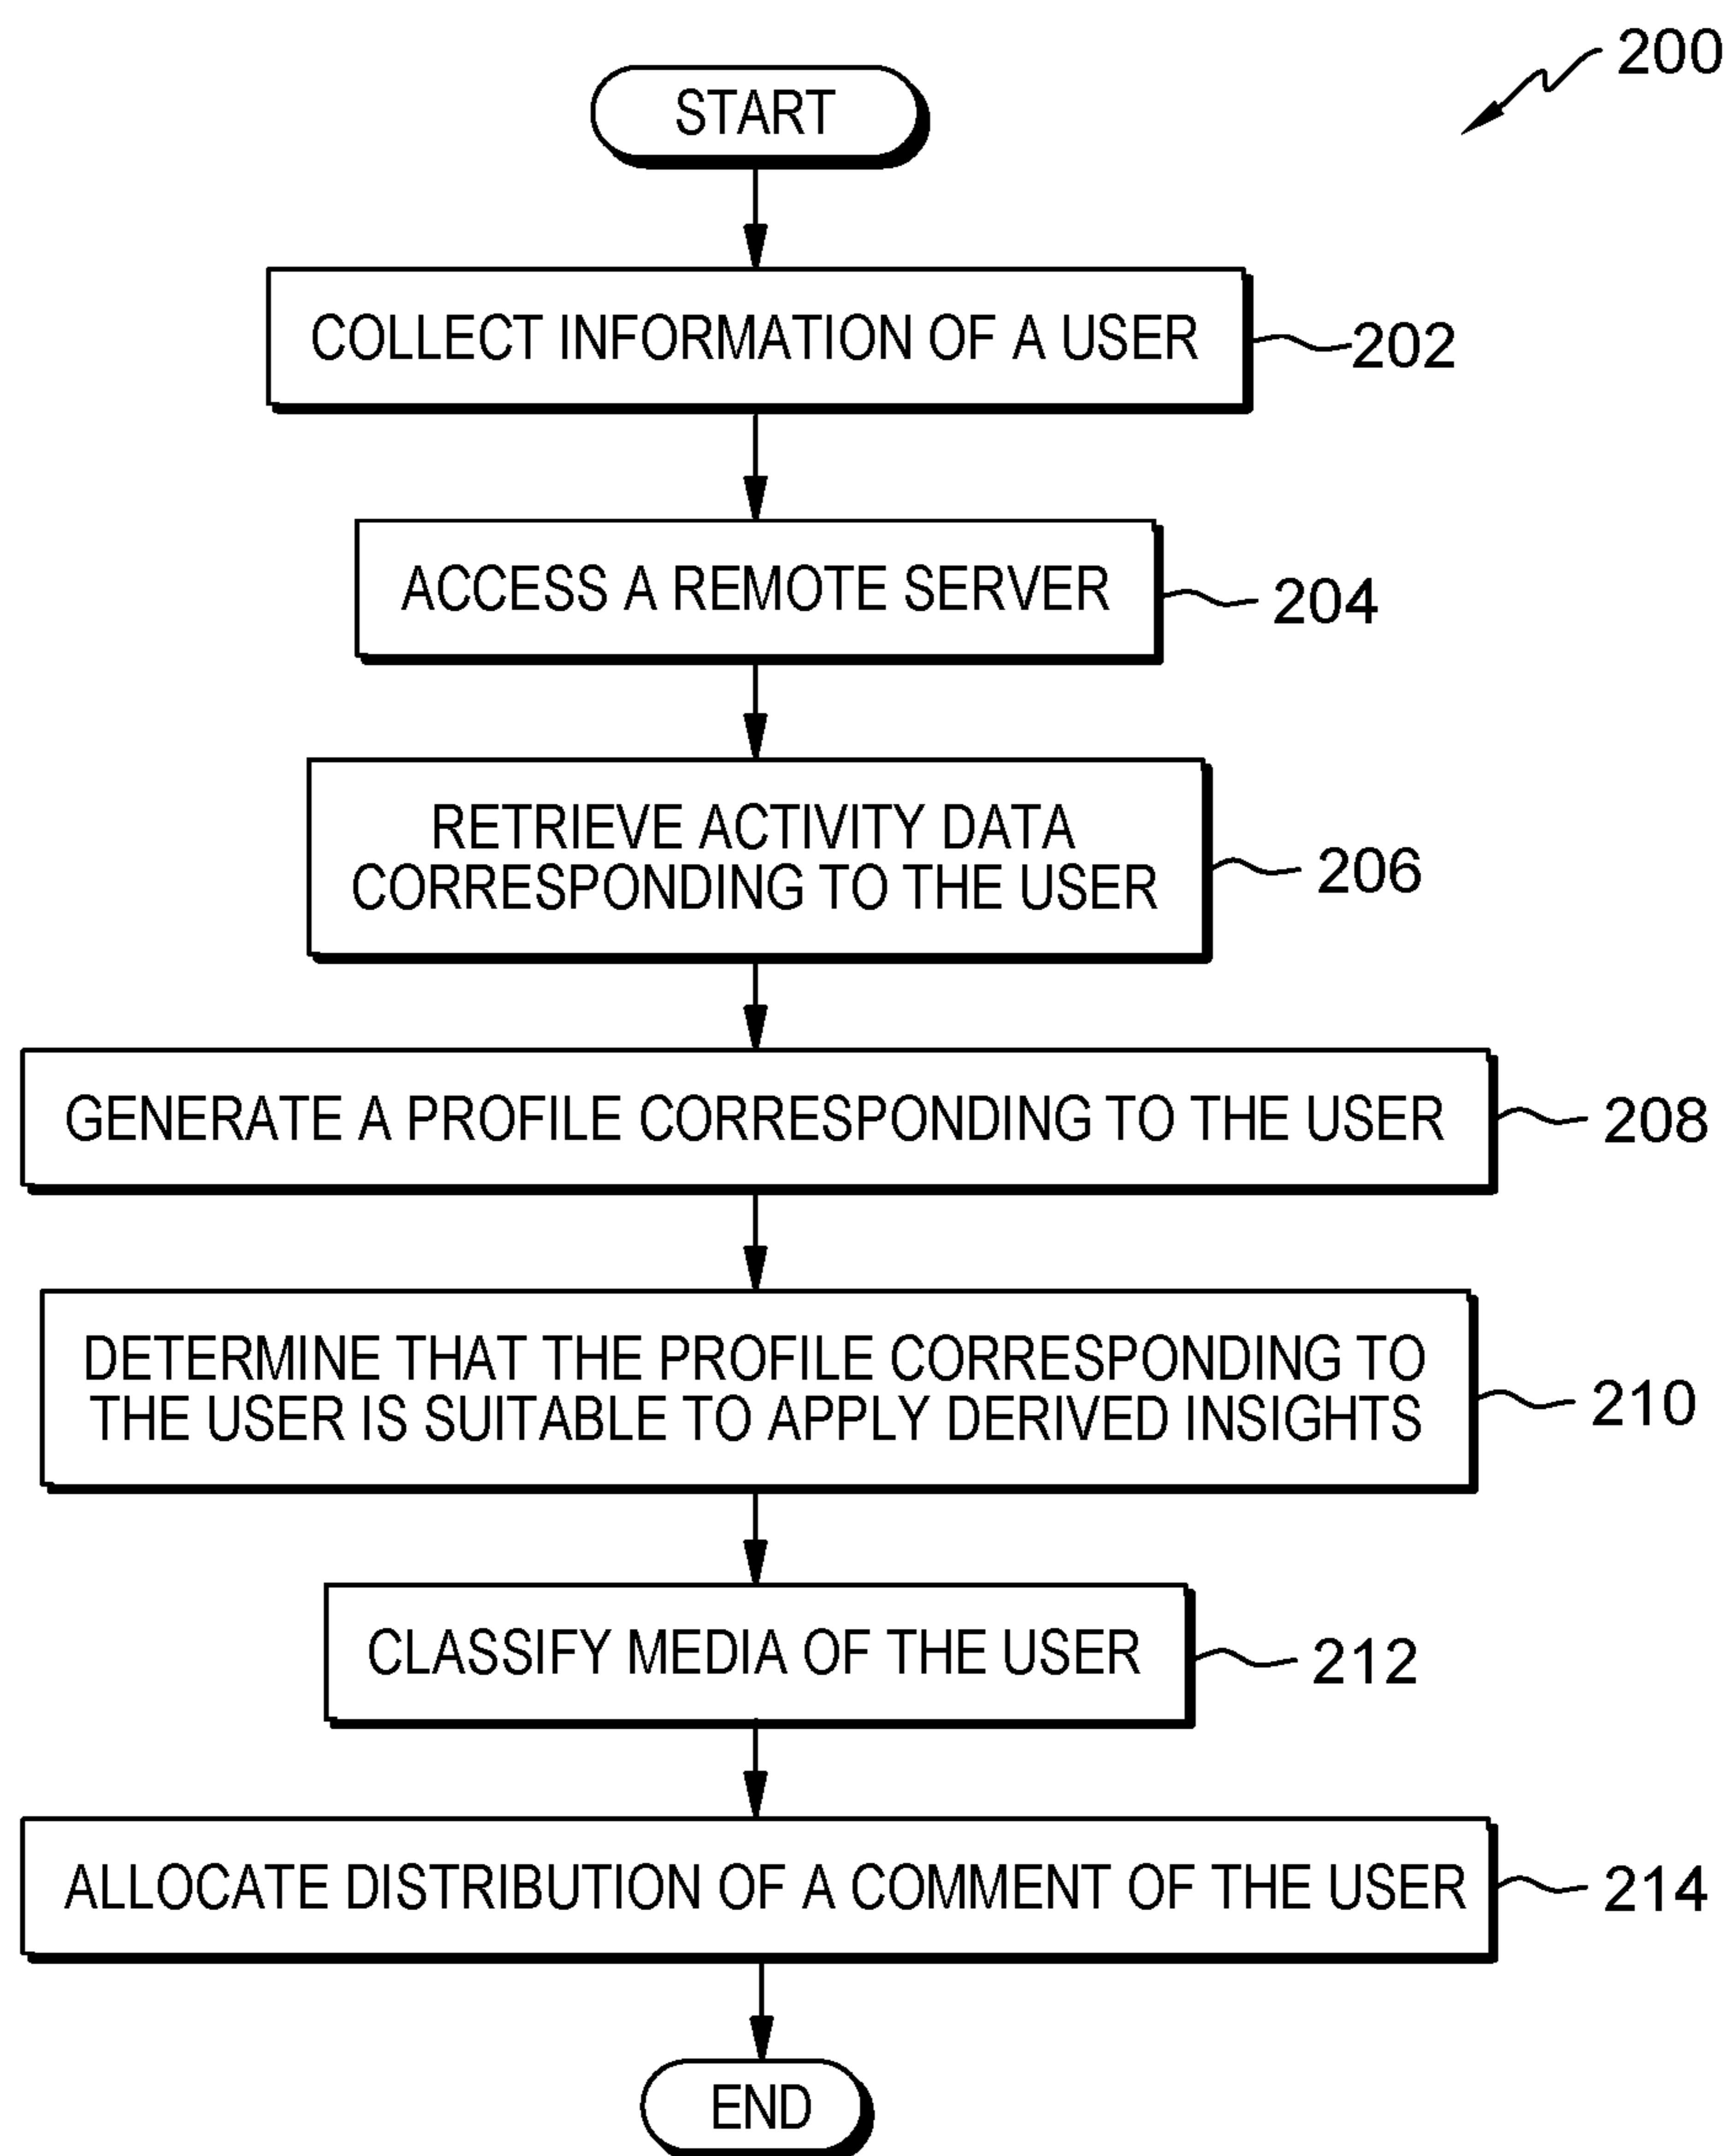 200
START
COLLECT INFORMATION OF A USER
202
ACCESS A REMOTE SERVER
204
RETRIEVE ACTIVITY DATA
CORRESPONDING TO THE USER
206
GENERATE A PROFILE CORRESPONDING TO THE USER
208
DETERMINE THAT THE PROFILE CORRESPONDING TO
THE USER IS SUITABLE TO APPLY DERIVED INSIGHTS
210
CLASSIFY MEDIA OF THE USER
212
ALLOCATE DISTRIBUTION OF A COMMENT OF THE USER
214
END